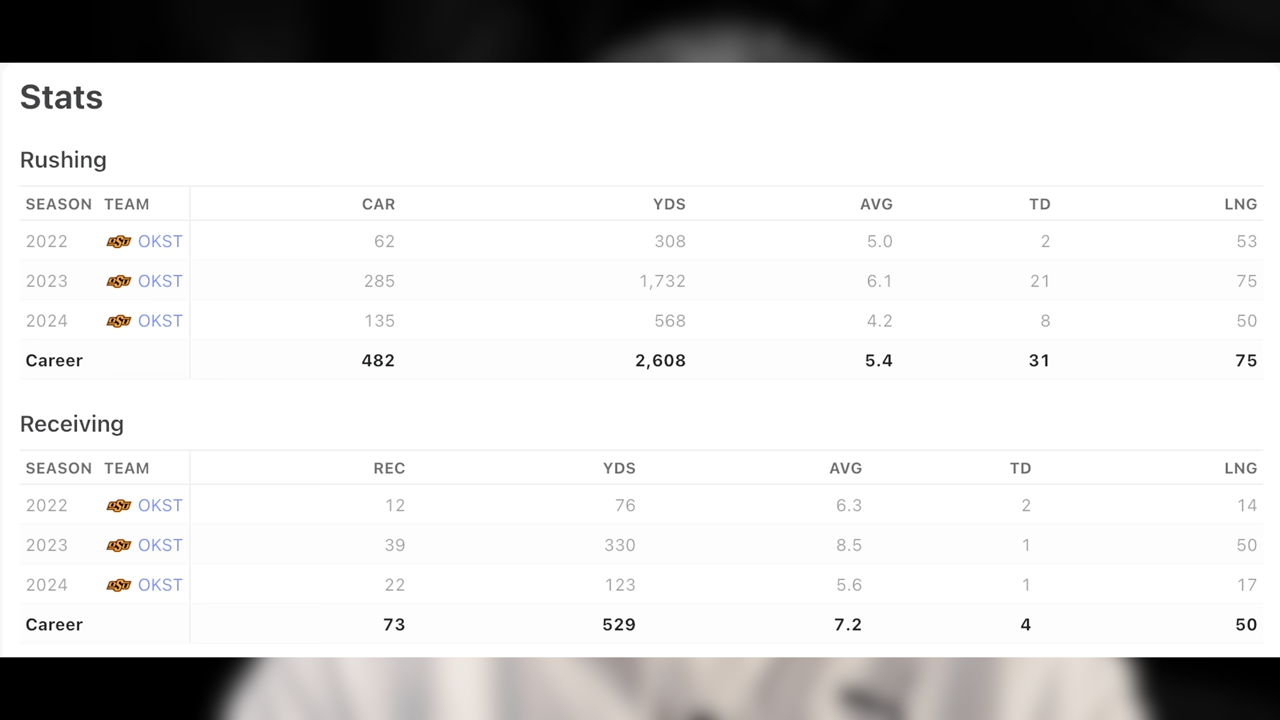 Stats
Rushing
SEASON TEAM CAR YDS AVG TD LNG
2022 OKST 62 308 5.0 2 53
2023 OKST 285 1,732 6.1 21 75
2024 OKST 135 568 4.2 8 50
Career 482 2,608 5.4 31 75
Receiving
SEASON TEAM REC YDS AVG TD LNG
2022 OKST 12 76 6.3 2 14
2023 OKST 39 330 8.5 1 50
2024 OKST 22 123 5.6 1 17
Career 73 529 7.2 4 50